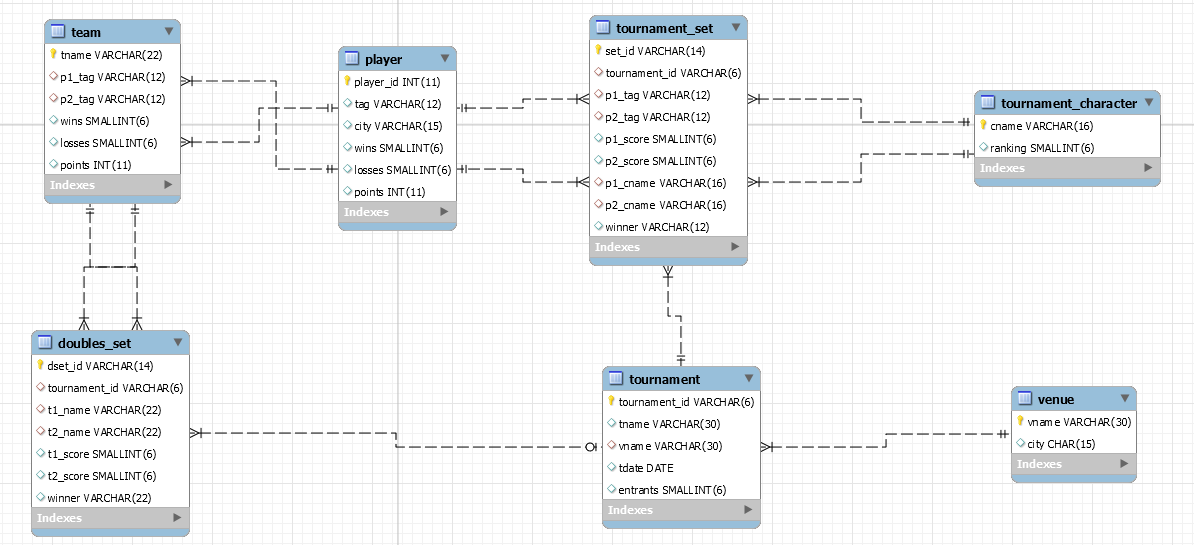 team
tname VARCHAR(22)
p1_tag VARCHAR(12)
p2_tag VARCHAR(12)
wins SMALLINT(6)
losses SMALLINT(6)
points INT(11)
Indexes
player
player_id INT(11)
tag VARCHAR(12)
city VARCHAR(15)
wins SMALLINT(6)
losses SMALLINT(6)
points INT(11)
Indexes
tournament_set
set_id VARCHAR(14)
tournament_id VARCHAR(6)
p1_tag VARCHAR(12)
p2_tag VARCHAR(12)
p1_score SMALLINT(6)
p2_score SMALLINT(6)
p1_cname VARCHAR(16)
p2_cname VARCHAR(16)
winner VARCHAR(12)
Indexes
tournament_character
cname VARCHAR(16)
ranking SMALLINT(6)
Indexes
doubles_set
dset_id VARCHAR(14)
tournament_id VARCHAR(6)
t1_name VARCHAR(22)
t2_name VARCHAR(22)
t1_score SMALLINT(6)
t2_score SMALLINT(6)
winner VARCHAR(22)
Indexes
tournament
tournament_id VARCHAR(6)
tname VARCHAR(30)
vname VARCHAR(30)
tdate DATE
entrants SMALLINT(6)
Indexes
venue
vname VARCHAR(30)
city CHAR(15)
Indexes